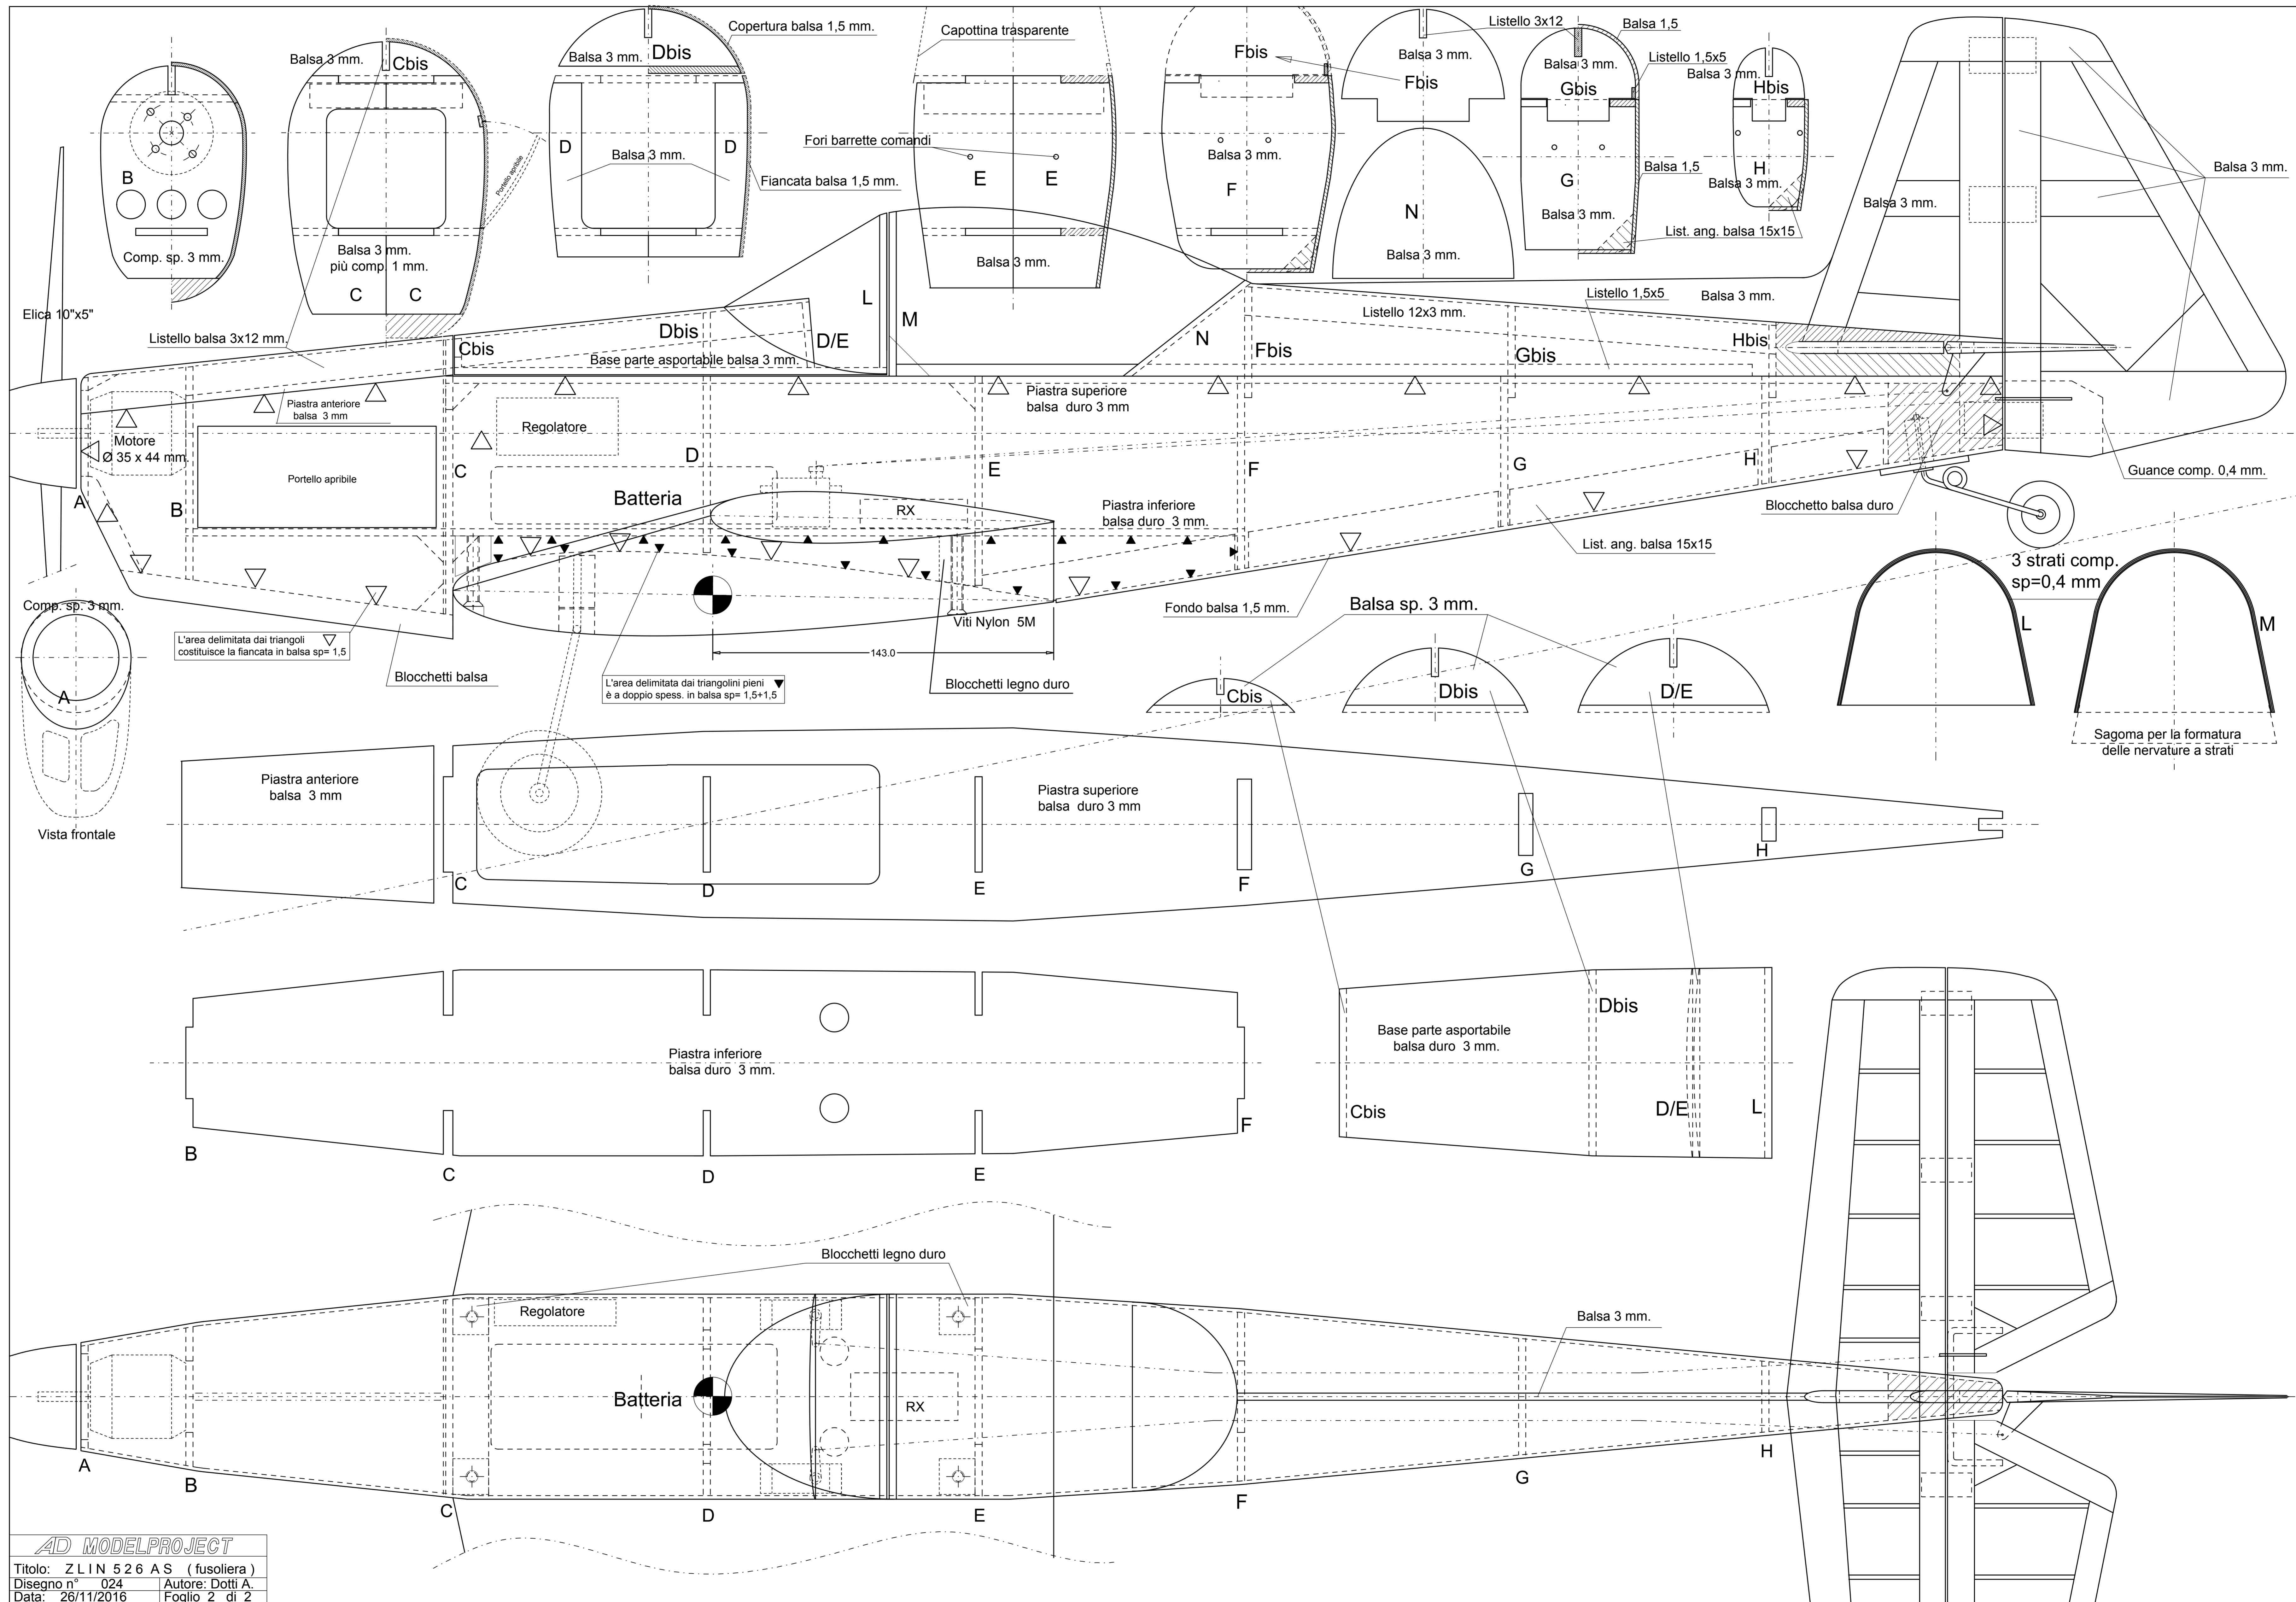 Copertura balsa 1,5 mm.
Capottina trasparente
Listello 3x12
Balsa 1,5
Balsa 3 mm.
Cbis
Balsa 3 mm.
Dbis
Fbis
Balsa 3 mm.
Fbis
Balsa 3 mm.
Gbis
Listello 1,5x5
Balsa 3 mm.
Hbis
B
Comp. sp. 3 mm.
Portello apribile
Balsa 3 mm.
più comp. 1 mm.
C
C
D
Balsa 3 mm.
D
Fiancata balsa 1,5 mm.
Fori barrette comandi
E
E
Balsa 3 mm.
Balsa 3 mm.
F
N
Balsa 3 mm.
G
Balsa 3 mm.
Balsa 1,5
List. ang. balsa 15x15
H
Balsa 3 mm.
Balsa 3 mm.
Balsa 3 mm.
Elica 10"x5"
Listello balsa 3x12 mm.
Cbis
Dbis
Base parte asportabile balsa 3 mm.
D/E
L
M
N
Fbis
Listello 12x3 mm.
Gbis
Listello 1,5x5
Balsa 3 mm.
Hbis
Piastra anteriore
balsa 3 mm
Piastra superiore
balsa duro 3 mm
Motore
Ø 35 x 44 mm.
Portello apribile
Regolatore
Batteria
RX
Piastra inferiore
balsa duro 3 mm.
A
B
C
D
E
F
G
H
Guance comp. 0,4 mm.
Blocchetto balsa duro
List. ang. balsa 15x15
Fondo balsa 1,5 mm.
Viti Nylon 5M
143.0
Comp. sp. 3 mm.
A
Vista frontale
L'area delimitata dai triangoli
costituisce la fiancata in balsa sp= 1,5
Blocchetti balsa
L'area delimitata dai triangolini pieni
è a doppio spess. in balsa sp= 1,5+1,5
Blocchetti legno duro
Balsa sp. 3 mm.
Cbis
Dbis
D/E
3 strati comp.
sp=0,4 mm
L
M
Sagoma per la formatura
delle nervature a strati
Piastra anteriore
balsa 3 mm
Piastra superiore
balsa duro 3 mm
C
D
E
F
G
H
Piastra inferiore
balsa duro 3 mm.
B
C
D
E
F
Base parte asportabile
balsa duro 3 mm.
Cbis
Dbis
D/E
L
Blocchetti legno duro
Regolatore
Batteria
RX
Balsa 3 mm.
A
B
C
D
E
F
G
H
AD MODELPROJECT
Titolo: ZLIN 526 AS ( fusoliera )
Disegno n° 024 Autore: Dotti A.
Data: 26/11/2016 Foglio 2 di 2